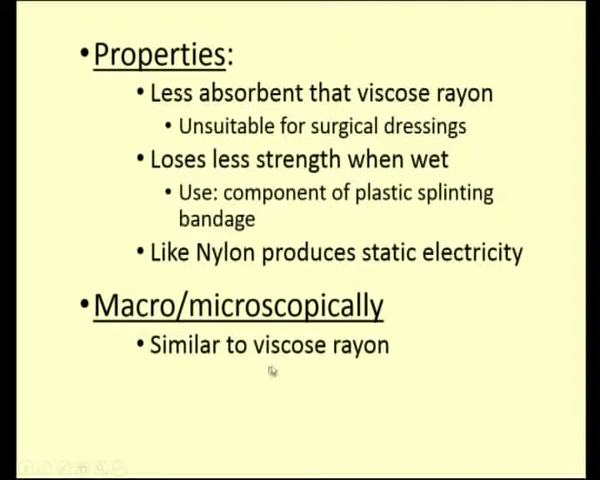 •Properties:
• Less absorbent that viscose rayon
• Unsuitable for surgical dressings
• Loses less strength when wet
• Use: component of plastic splinting
bandage
• Like Nylon produces static electricity
•Macro/microscopically
• Similar to viscose rayon